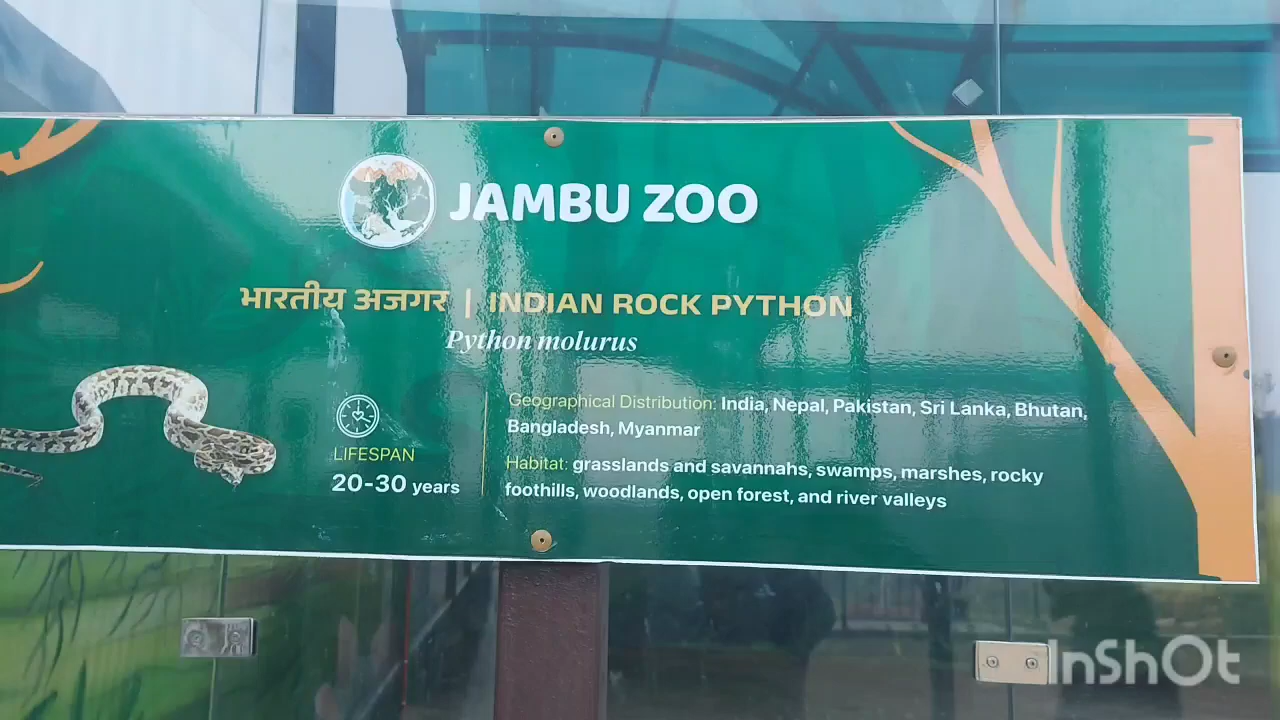 JAMBU ZOO
भारतीय अजगर | INDIAN ROCK PYTHON
Python molurus
LIFESPAN
20-30 years
Geographical Distribution: India, Nepal, Pakistan, Sri Lanka, Bhutan,
Bangladesh, Myanmar
Habitat: grasslands and savannahs, swamps, marshes, rocky
foothills, woodlands, open forest, and river valleys
InShOt